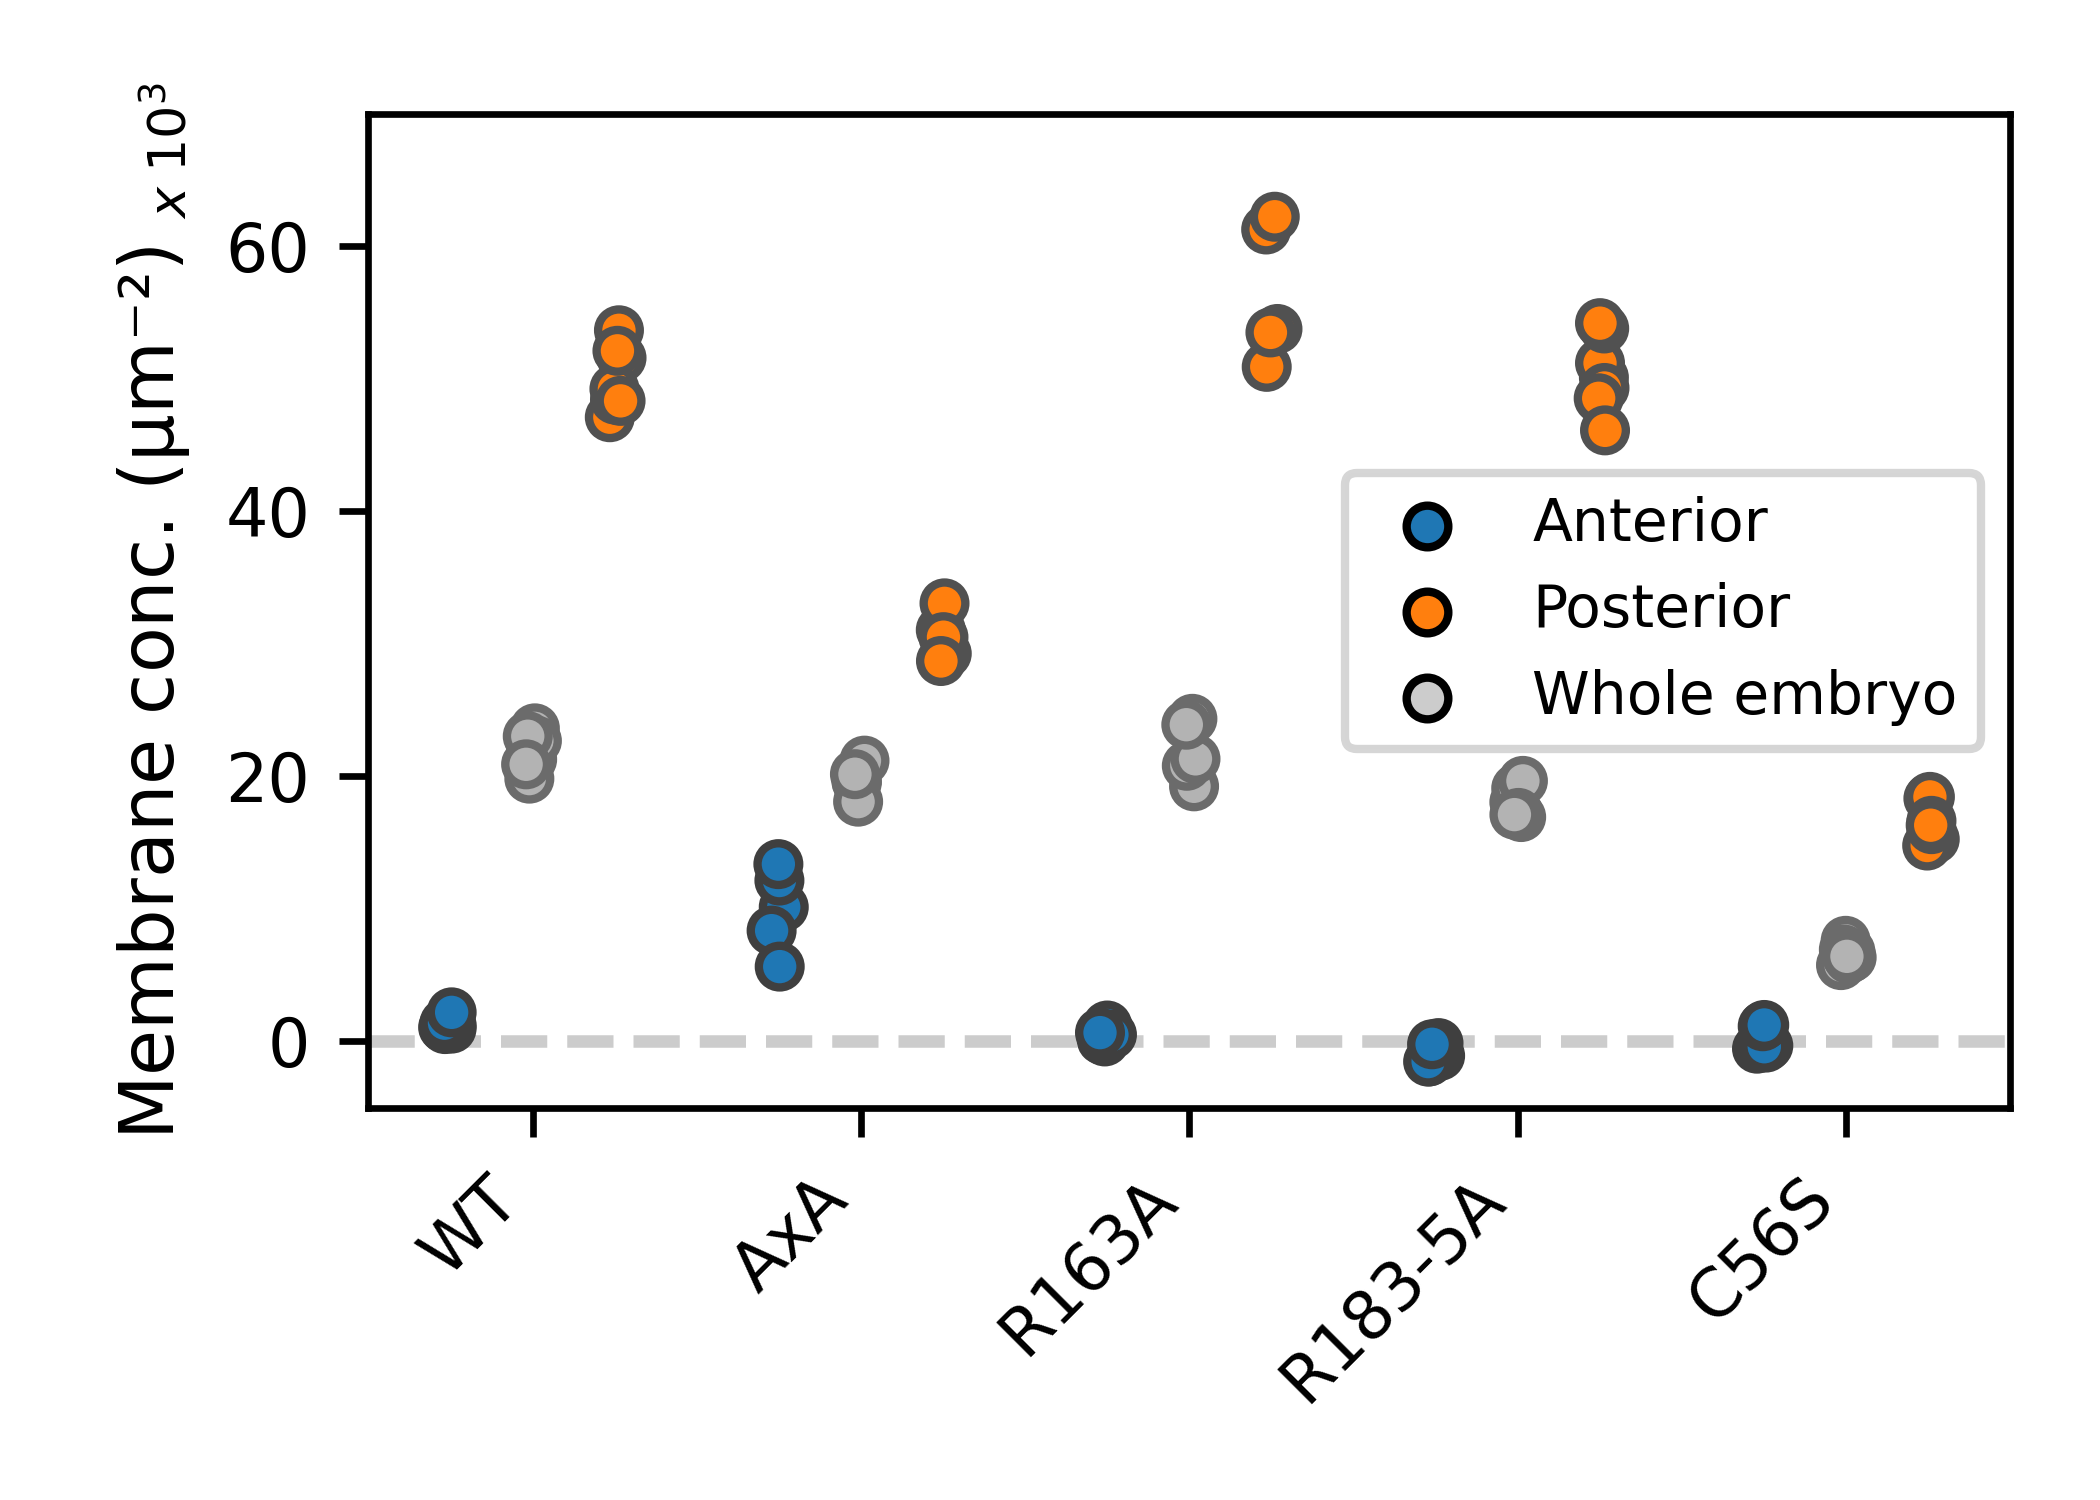 Membrane conc. (µm⁻²) x 10³
60
40
20
0
Anterior
Posterior
Whole embryo
WT
AxA
R163A
R183-5A
C56S